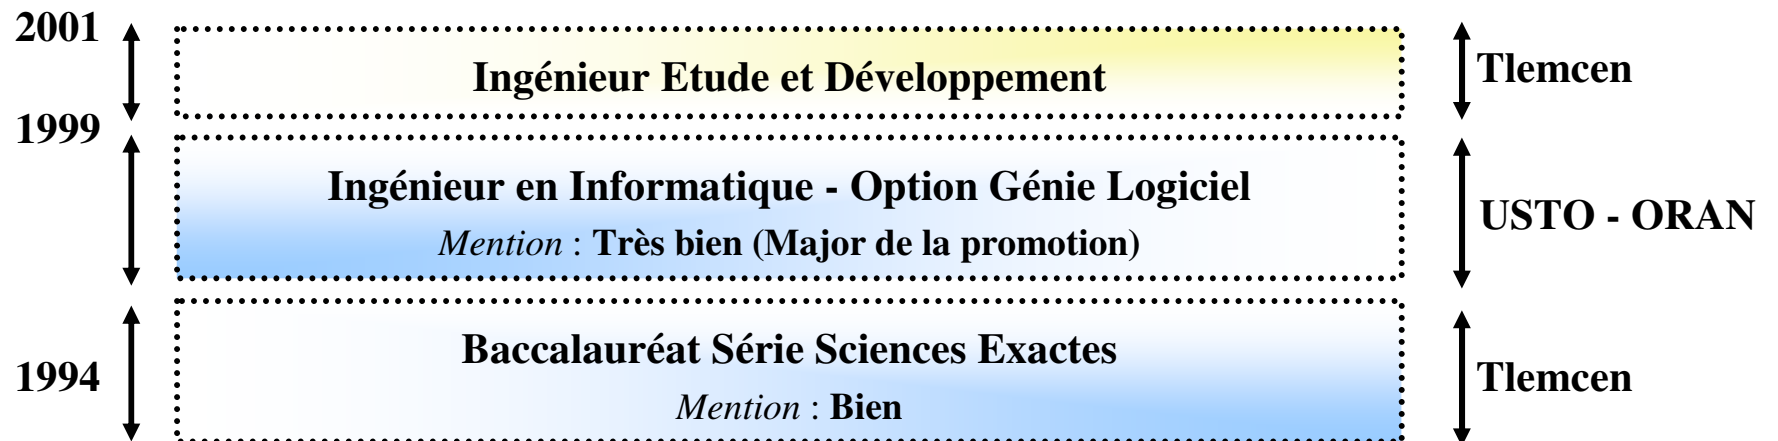 2001
Ingénieur Etude et Développement
Tlemcen
1999
Ingénieur en Informatique - Option Génie Logiciel
Mention : Très bien (Major de la promotion)
USTO - ORAN
Baccalauréat Série Sciences Exactes
1994
Tlemcen
Mention : Bien